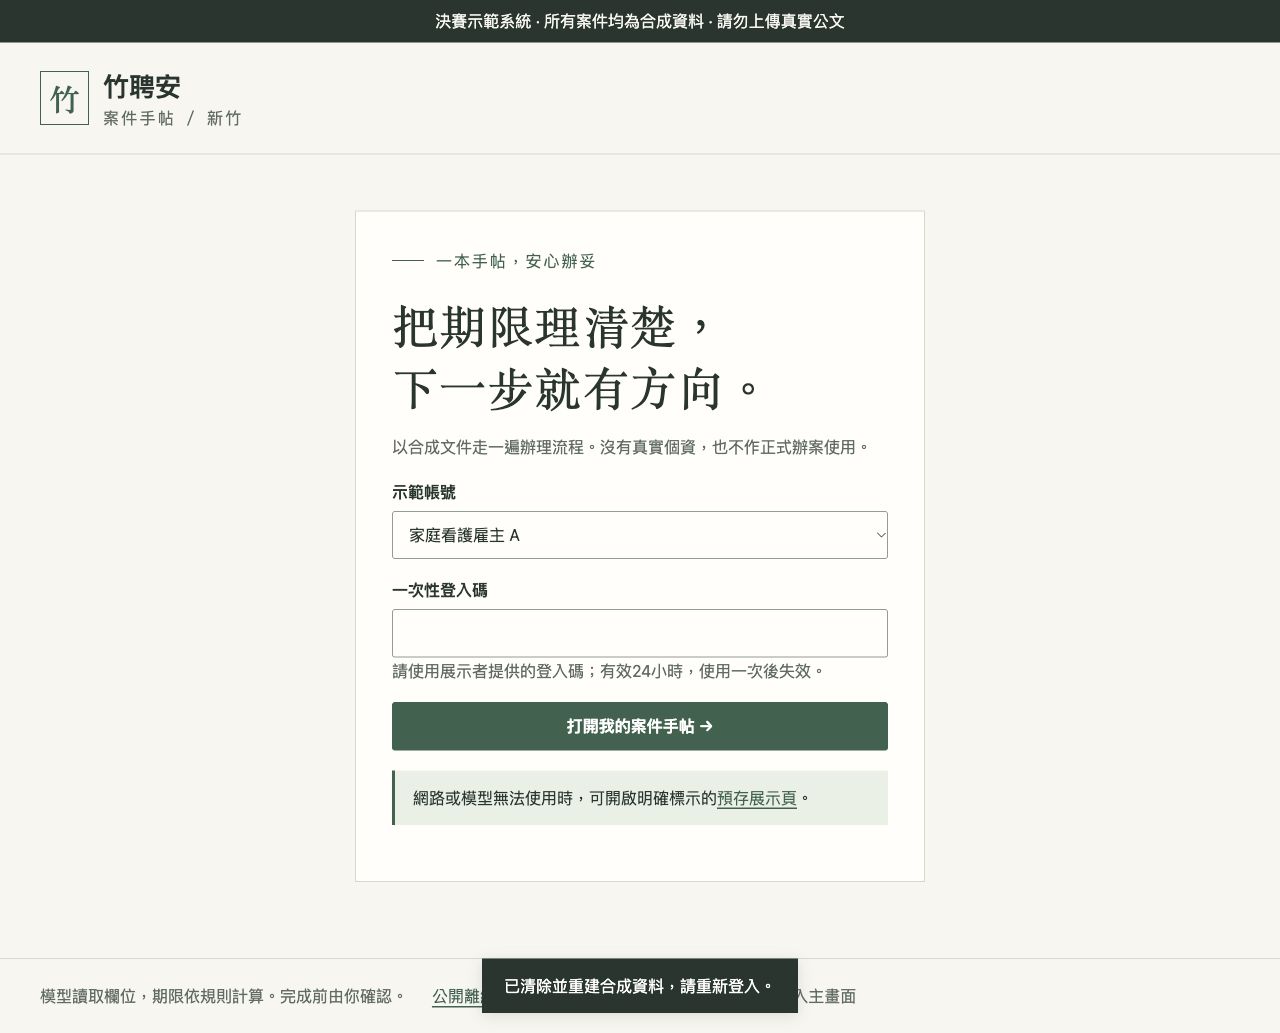 決賽示範系統 · 所有案件均為合成資料 · 請勿上傳真實公文
竹
竹聘安
案件手帖 / 新竹
一本手帖，安心辦妥
把期限理清楚，
下一步就有方向。
以合成文件走一遍辦理流程。沒有真實個資，也不作正式辦案使用。
示範帳號
家庭看護雇主 A
一次性登入碼
請使用展示者提供的登入碼；有效24小時，使用一次後失效。
打開我的案件手帖 →
網路或模型無法使用時，可開啟明確標示的預存展示頁。
模型讀取欄位，期限依規則計算。完成前由你確認。
公開離
已清除並重建合成資料，請重新登入。
入主畫面